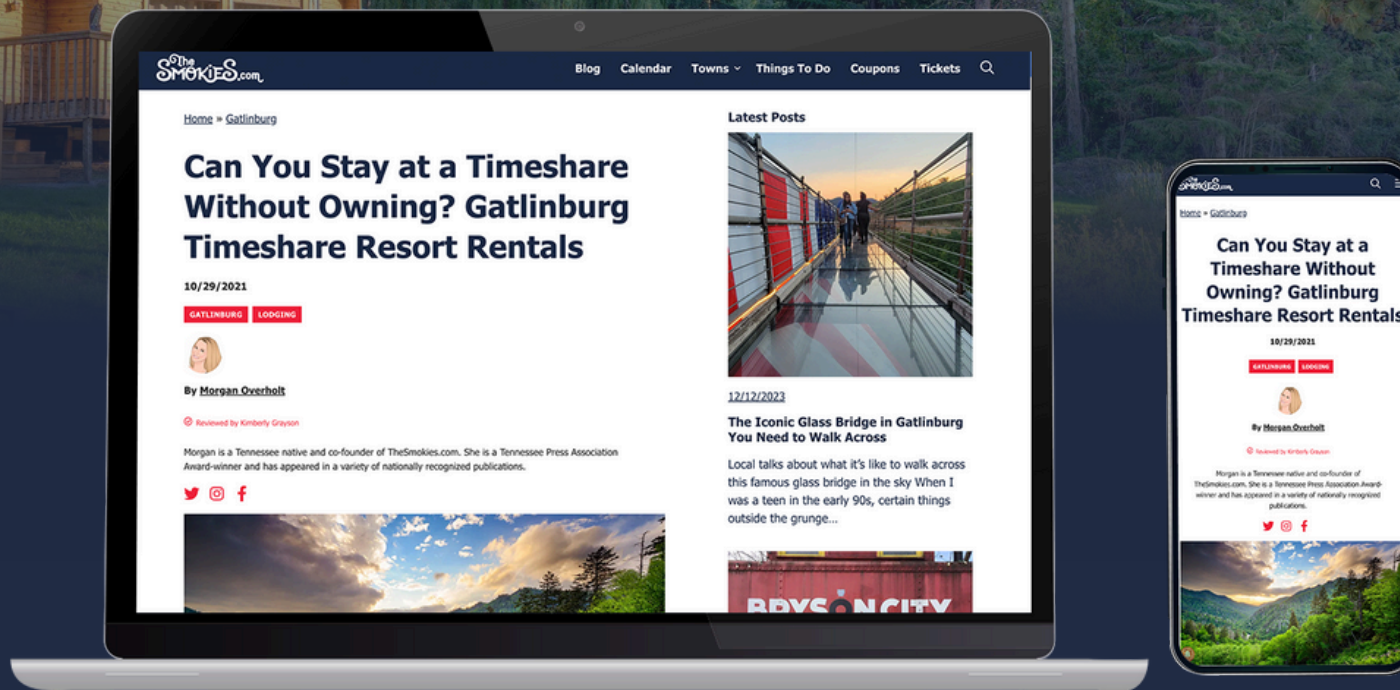 The
SMOKIES.com
Blog Calendar Towns Things To Do Coupons Tickets
Home » Gatlinburg
Can You Stay at a Timeshare
Without Owning? Gatlinburg
Timeshare Resort Rentals
10/29/2021
GATLINBURG LODGING
By Morgan Overholt
Reviewed by Kimberly Grayson
Morgan is a Tennessee native and co-founder of TheSmokies.com. She is a Tennessee Press Association
Award-winner and has appeared in a variety of nationally recognized publications.
Latest Posts
12/12/2023
The Iconic Glass Bridge in Gatlinburg
You Need to Walk Across
Local talks about what it's like to walk across
this famous glass bridge in the sky When I
was a teen in the early 90s, certain things
outside the grunge...
BRYSON CITY
The
SMOKIES.com
Home » Gatlinburg
Can You Stay at a
Timeshare Without
Owning? Gatlinburg
Timeshare Resort Rentals
10/29/2021
GATLINBURG LODGING
By Morgan Overholt
Reviewed by Kimberly Grayson
Morgan is a Tennessee native and co-founder of
TheSmokies.com. She is a Tennessee Press Association Award-
winner and has appeared in a variety of nationally recognized
publications.